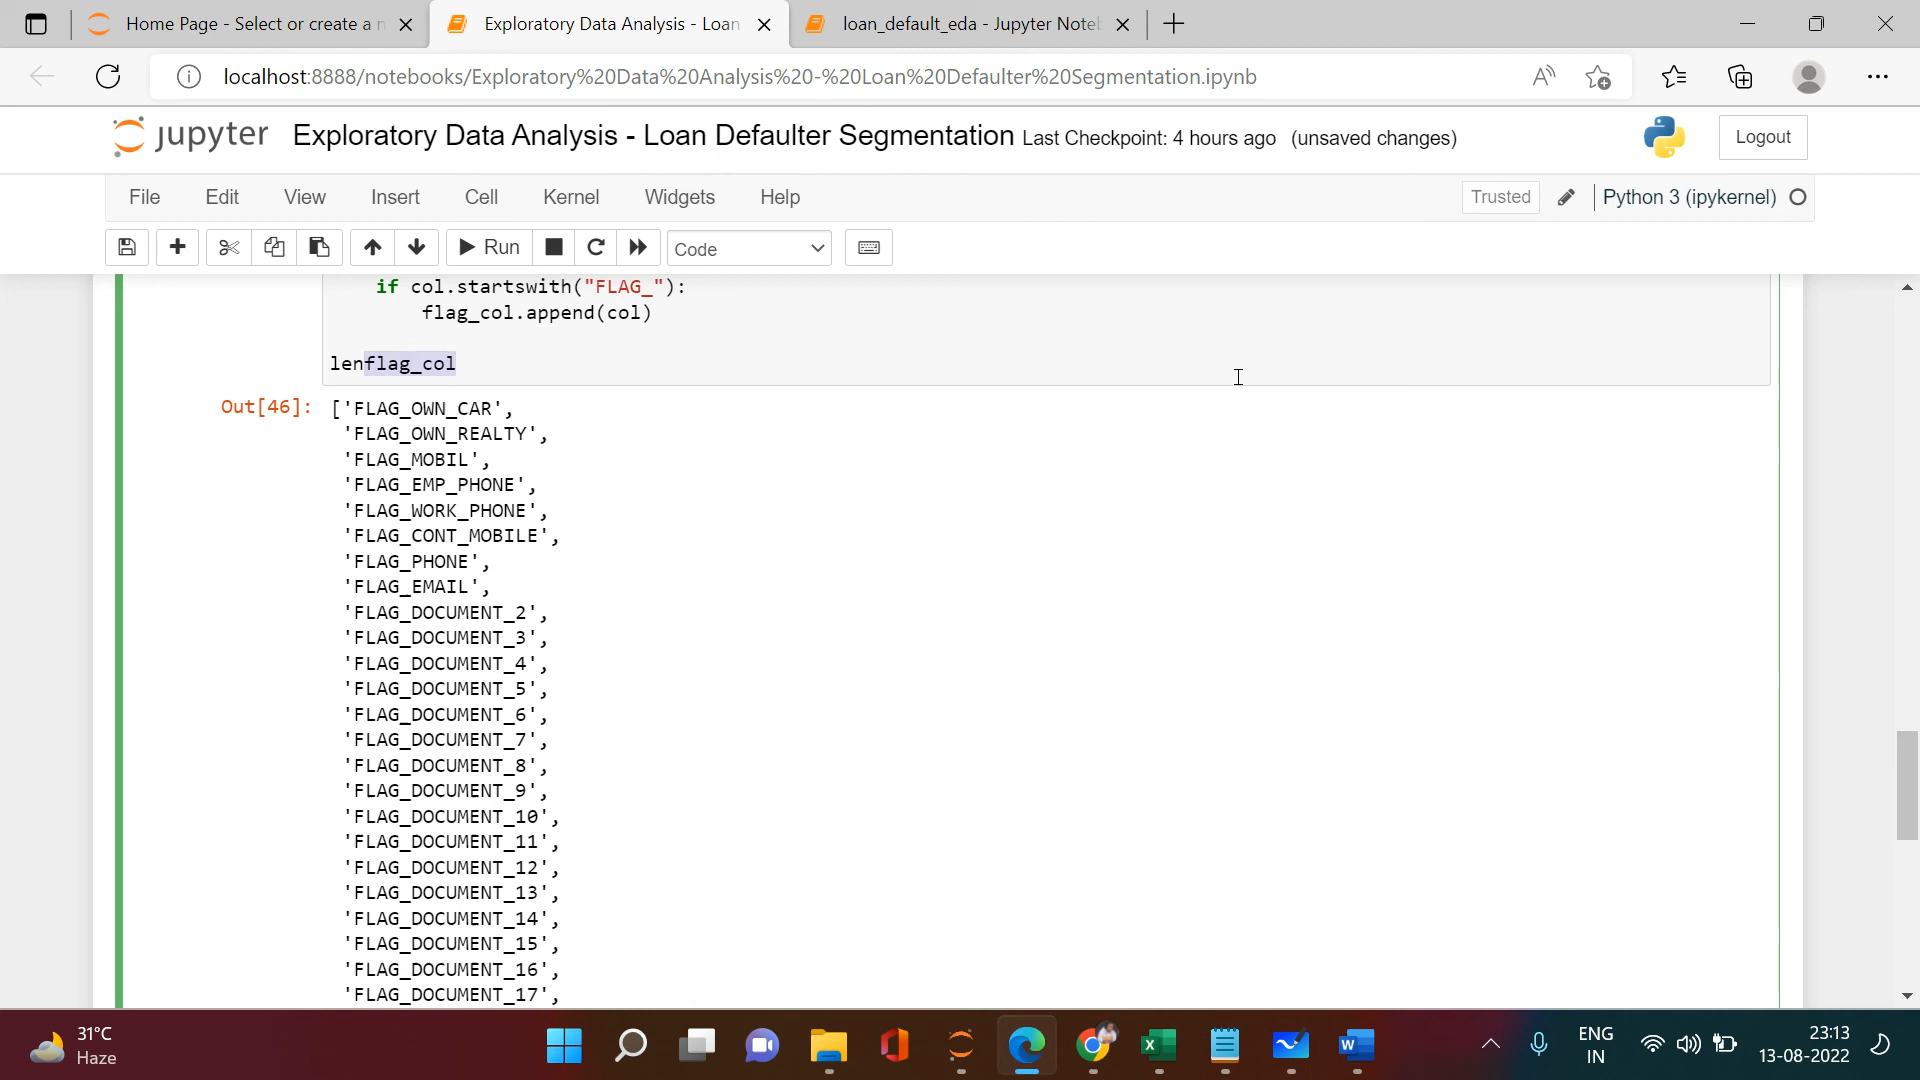 Home Page - Select or create a n
Exploratory Data Analysis - Loan
loan_default_eda - Jupyter Noteb
localhost:8888/notebooks/Exploratory%20Data%20Analysis%20-%20Loan%20Defaulter%20Segmentation.ipynb
jupyter Exploratory Data Analysis - Loan Defaulter Segmentation Last Checkpoint: 4 hours ago (unsaved changes) Logout
File Edit View Insert Cell Kernel Widgets Help Trusted Python 3 (ipykernel)
Run Code
if col.startswith("FLAG_"):
flag_col.append(col)
lenflag_col
Out[46]: ['FLAG_OWN_CAR',
'FLAG_OWN_REALTY',
'FLAG_MOBIL',
'FLAG_EMP_PHONE',
'FLAG_WORK_PHONE',
'FLAG_CONT_MOBILE',
'FLAG_PHONE',
'FLAG_EMAIL',
'FLAG_DOCUMENT_2',
'FLAG_DOCUMENT_3',
'FLAG_DOCUMENT_4',
'FLAG_DOCUMENT_5',
'FLAG_DOCUMENT_6',
'FLAG_DOCUMENT_7',
'FLAG_DOCUMENT_8',
'FLAG_DOCUMENT_9',
'FLAG_DOCUMENT_10',
'FLAG_DOCUMENT_11',
'FLAG_DOCUMENT_12',
'FLAG_DOCUMENT_13',
'FLAG_DOCUMENT_14',
'FLAG_DOCUMENT_15',
'FLAG_DOCUMENT_16',
'FLAG_DOCUMENT_17',
31°C
Haze
ENG
IN
23:13
13-08-2022